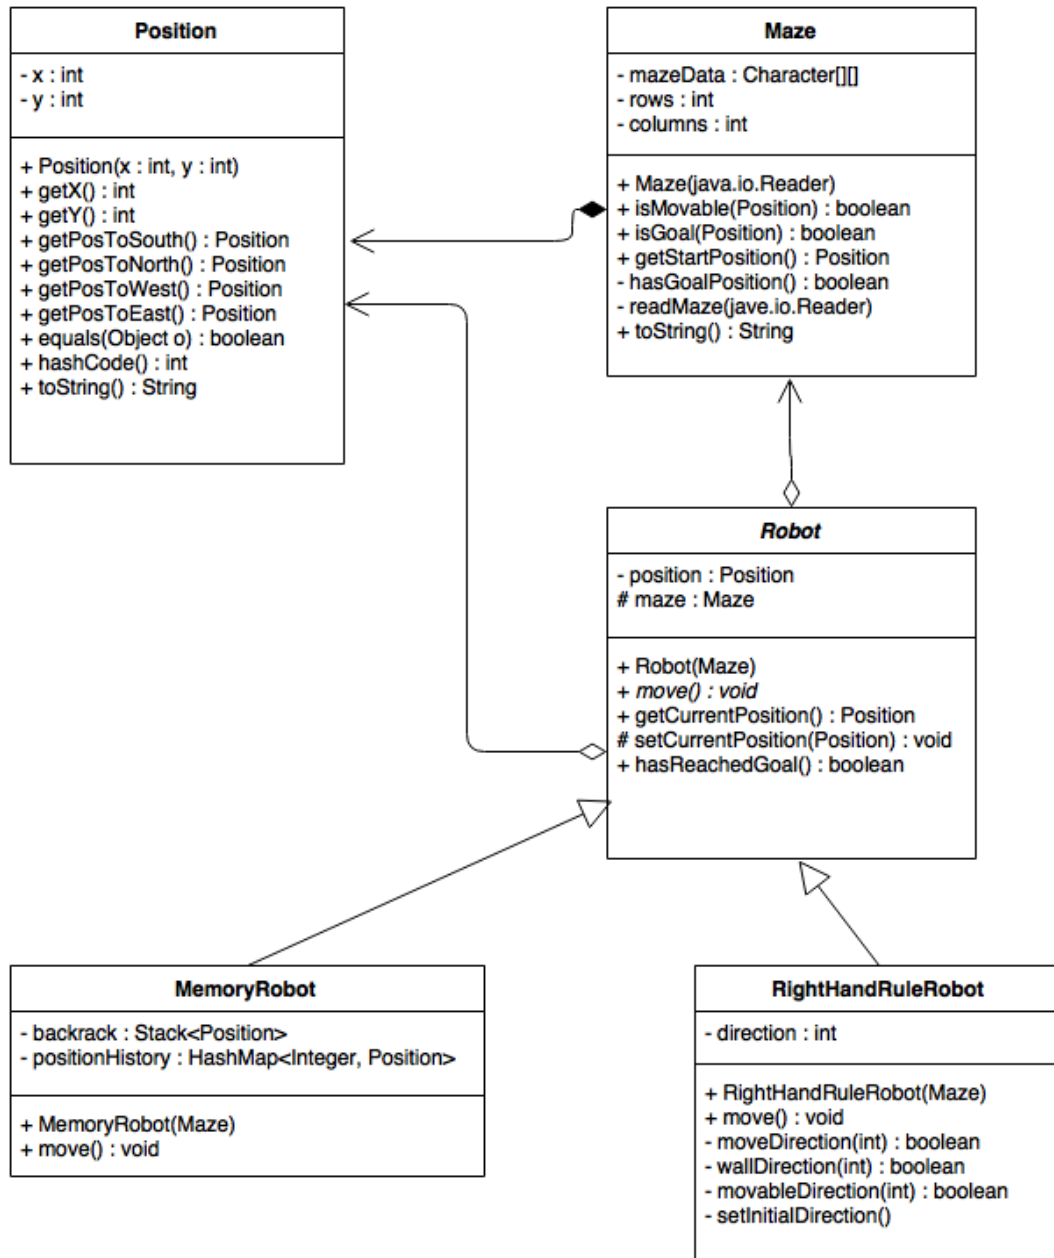 Position
- x : int
- y : int
+ Position(x : int, y : int)
+ getX() : int
+ getY() : int
+ getPosToSouth() : Position
+ getPosToNorth() : Position
+ getPosToWest() : Position
+ getPosToEast() : Position
+ equals(Object o) : boolean
+ hashCode() : int
+ toString() : String
Maze
- mazeData : Character[][]
- rows : int
- columns : int
+ Maze(java.io.Reader)
+ isMovable(Position) : boolean
+ isGoal(Position) : boolean
+ getStartPosition() : Position
- hasGoalPosition() : boolean
- readMaze(jave.io.Reader)
+ toString() : String
Robot
- position : Position
# maze : Maze
+ Robot(Maze)
+ move() : void
+ getCurrentPosition() : Position
# setCurrentPosition(Position) : void
+ hasReachedGoal() : boolean
MemoryRobot
- backrack : Stack<Position>
- positionHistory : HashMap<Integer, Position>
+ MemoryRobot(Maze)
+ move() : void
RightHandRuleRobot
- direction : int
+ RightHandRuleRobot(Maze)
+ move() : void
- moveDirection(int) : boolean
- wallDirection(int) : boolean
- movableDirection(int) : boolean
- setInitialDirection()